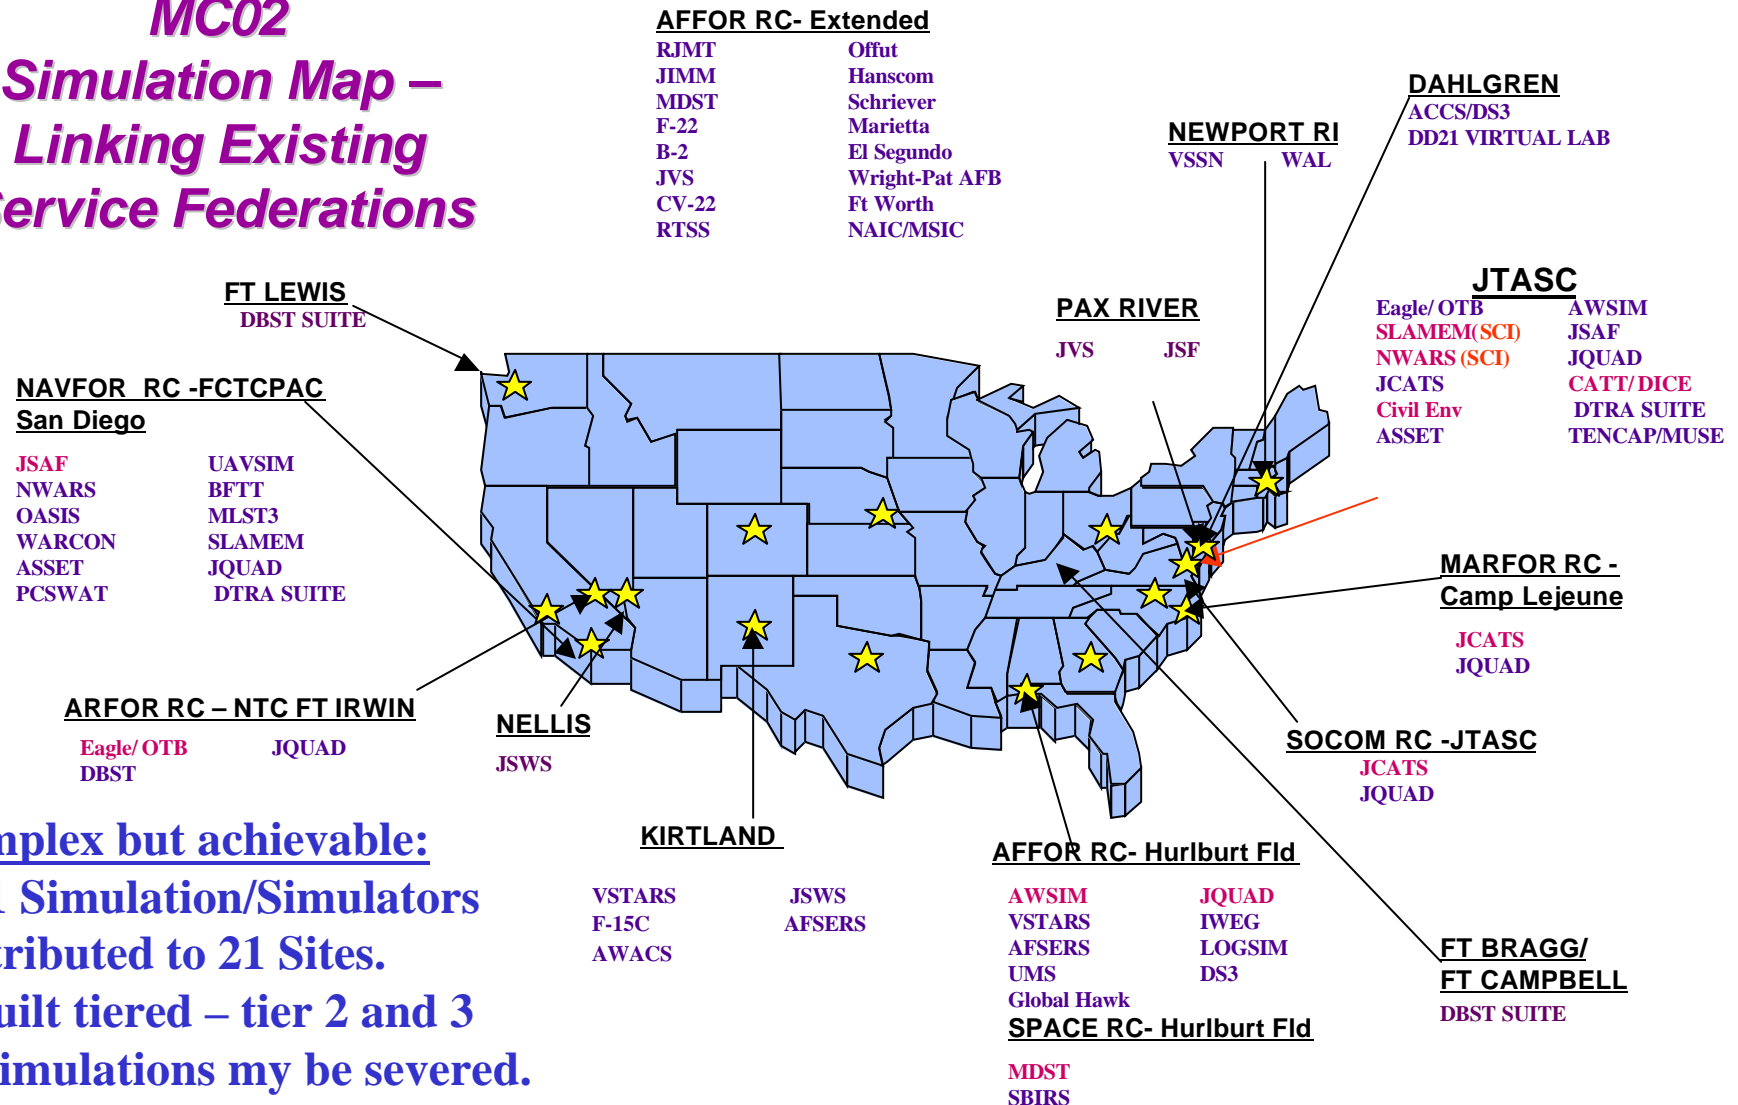 MC02
Simulation Map –
Linking Existing
Service Federations
AFFOR RC- Extended
RJMT Offut
JIMM Hanscom
MDST Schriever
F-22 Marietta
B-2 El Segundo
JVS Wright-Pat AFB
CV-22 Ft Worth
RTSS NAIC/MSIC
DAHLGREN
ACCS/DS3
DD21 VIRTUAL LAB
NEWPORT RI
VSSN WAL
FT LEWIS
DBST SUITE
PAX RIVER
JVS JSF
JTASC
Eagle/ OTB AWSIM
SLAMEM(SCI) JSAF
NWARS (SCI) JQUAD
JCATS CATT/ DICE
Civil Env DTRA SUITE
ASSET TENCAP/MUSE
NAVFOR RC -FCTCPAC
San Diego
JSAF UAVSIM
NWARS BFTT
OASIS MLST3
WARCON SLAMEM
ASSET JQUAD
PCSWAT DTRA SUITE
MARFOR RC -
Camp Lejeune
JCATS
JQUAD
ARFOR RC – NTC FT IRWIN
Eagle/ OTB JQUAD
DBST
NELLIS
JSWS
SOCOM RC -JTASC
JCATS
JQUAD
KIRTLAND
VSTARS JSWS
F-15C AFSERS
AWACS
AFFOR RC- Hurlburt Fld
AWSIM JQUAD
VSTARS IWEG
AFSERS LOGSIM
UMS DS3
Global Hawk
SPACE RC- Hurlburt Fld
MDST
SBIRS
FT BRAGG/
FT CAMPBELL
DBST SUITE
mplex but achievable:
1 Simulation/Simulators
tributed to 21 Sites.
uilt tiered – tier 2 and 3
imulations my be severed.